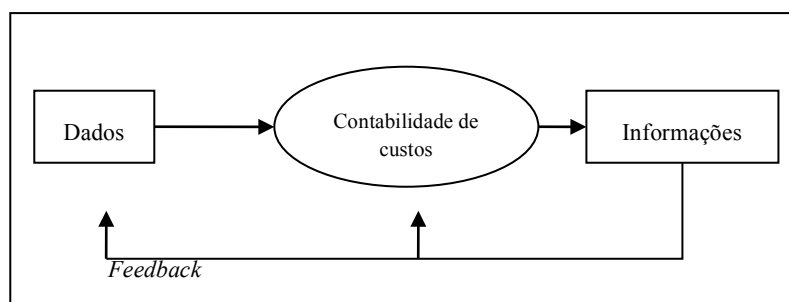 Dados
Contabilidade de
custos
Informações
Feedback